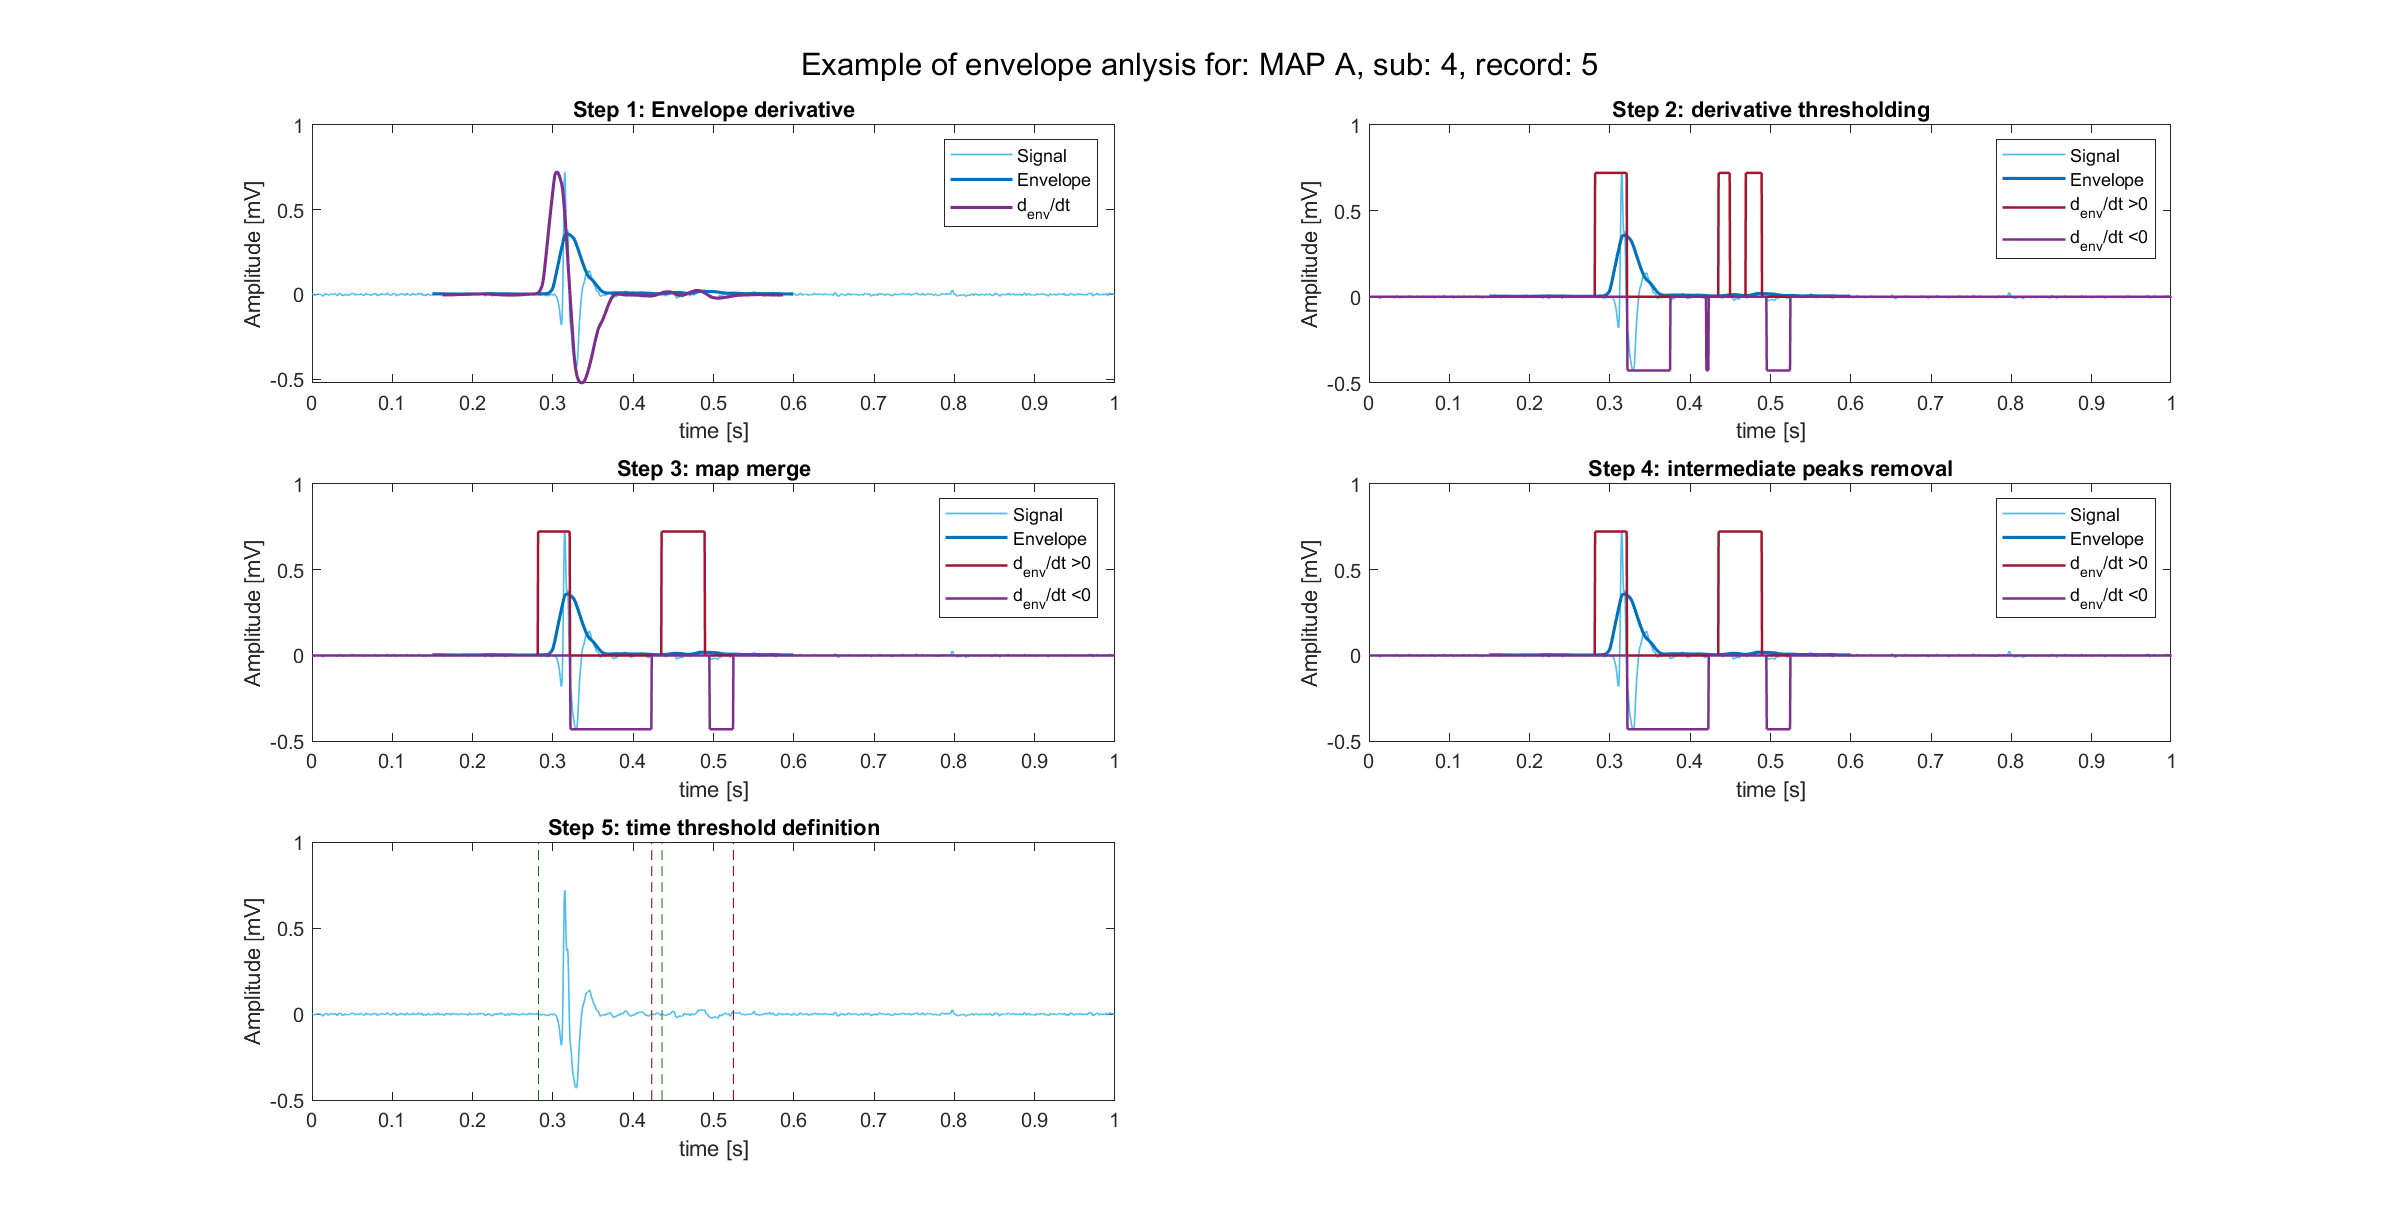 Example of envelope anlysis for: MAP A, sub: 4, record: 5
Step 1: Envelope derivative
Amplitude [mV]
1
0.5
0
-0.5
0 0.1 0.2 0.3 0.4 0.5 0.6 0.7 0.8 0.9 1
time [s]
Signal
Envelope
d_env/dt
Step 2: derivative thresholding
Amplitude [mV]
1
0.5
0
-0.5
0 0.1 0.2 0.3 0.4 0.5 0.6 0.7 0.8 0.9 1
time [s]
Signal
Envelope
d_env/dt >0
d_env/dt <0
Step 3: map merge
Amplitude [mV]
1
0.5
0
-0.5
0 0.1 0.2 0.3 0.4 0.5 0.6 0.7 0.8 0.9 1
time [s]
Signal
Envelope
d_env/dt >0
d_env/dt <0
Step 4: intermediate peaks removal
Amplitude [mV]
1
0.5
0
-0.5
0 0.1 0.2 0.3 0.4 0.5 0.6 0.7 0.8 0.9 1
time [s]
Signal
Envelope
d_env/dt >0
d_env/dt <0
Step 5: time threshold definition
Amplitude [mV]
1
0.5
0
-0.5
0 0.1 0.2 0.3 0.4 0.5 0.6 0.7 0.8 0.9 1
time [s]